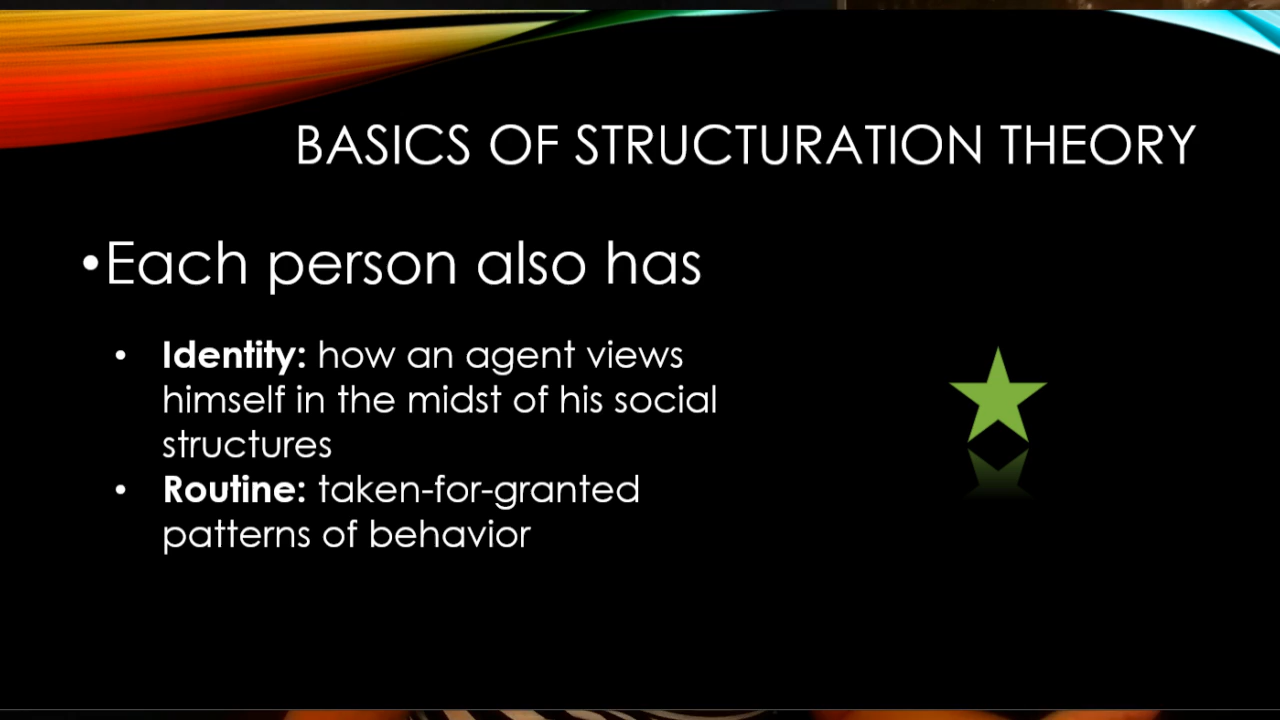 BASICS OF STRUCTURATION THEORY
•Each person also has
• Identity: how an agent views
himself in the midst of his social
structures
• Routine: taken-for-granted
patterns of behavior